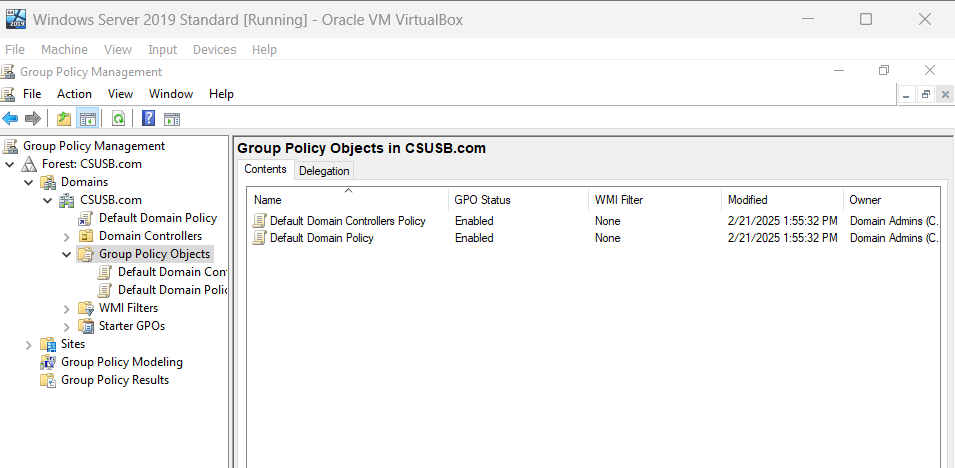 Windows Server 2019 Standard [Running] - Oracle VM VirtualBox
File Machine View Input Devices Help
Group Policy Management
File Action View Window Help
Group Policy Management
Forest: CSUSB.com
Domains
CSUSB.com
Default Domain Policy
Domain Controllers
Group Policy Objects
Default Domain Con
Default Domain Polic
WMI Filters
Starter GPOs
Sites
Group Policy Modeling
Group Policy Results
Group Policy Objects in CSUSB.com
Contents Delegation
Name GPO Status WMI Filter Modified Owner
Default Domain Controllers Policy Enabled None 2/21/2025 1:55:32 PM Domain Admins (C.
Default Domain Policy Enabled None 2/21/2025 1:55:32 PM Domain Admins (C.